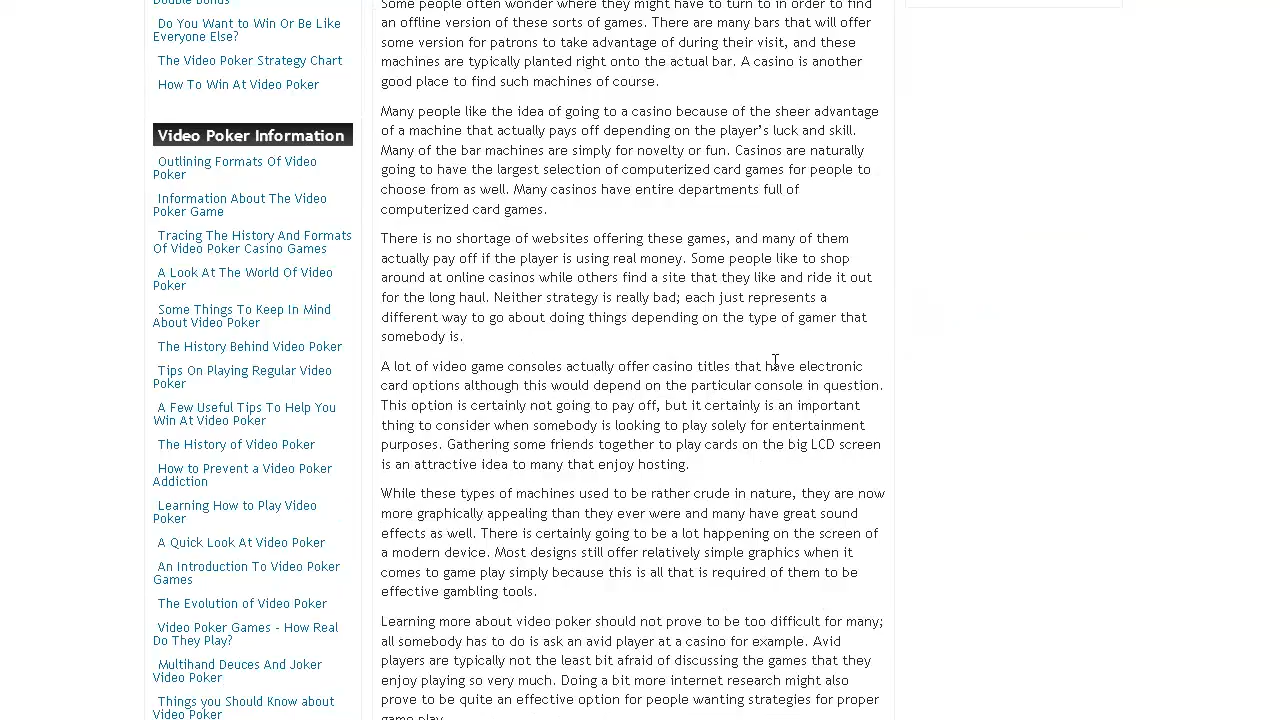 Double Bonus
Do You Want to Win Or Be Like
Everyone Else?
The Video Poker Strategy Chart
How To Win At Video Poker
Video Poker Information
Outlining Formats Of Video
Poker
Information About The Video
Poker Game
Tracing The History And Formats
Of Video Poker Casino Games
A Look At The World Of Video
Poker
Some Things To Keep In Mind
About Video Poker
The History Behind Video Poker
Tips On Playing Regular Video
Poker
A Few Useful Tips To Help You
Win At Video Poker
The History of Video Poker
How to Prevent a Video Poker
Addiction
Learning How to Play Video
Poker
A Quick Look At Video Poker
An Introduction To Video Poker
Games
The Evolution of Video Poker
Video Poker Games - How Real
Do They Play?
Multihand Deuces And Joker
Video Poker
Things you Should Know about
Video Poker
Some people often wonder where they might have to turn to in order to find
an offline version of these sorts of games. There are many bars that will offer
some version for patrons to take advantage of during their visit, and these
machines are typically planted right onto the actual bar. A casino is another
good place to find such machines of course.
Many people like the idea of going to a casino because of the sheer advantage
of a machine that actually pays off depending on the player's luck and skill.
Many of the bar machines are simply for novelty or fun. Casinos are naturally
going to have the largest selection of computerized card games for people to
choose from as well. Many casinos have entire departments full of
computerized card games.
There is no shortage of websites offering these games, and many of them
actually pay off if the player is using real money. Some people like to shop
around at online casinos while others find a site that they like and ride it out
for the long haul. Neither strategy is really bad; each just represents a
different way to go about doing things depending on the type of gamer that
somebody is.
A lot of video game consoles actually offer casino titles that have electronic
card options although this would depend on the particular console in question.
This option is certainly not going to pay off, but it certainly is an important
thing to consider when somebody is looking to play solely for entertainment
purposes. Gathering some friends together to play cards on the big LCD screen
is an attractive idea to many that enjoy hosting.
While these types of machines used to be rather crude in nature, they are now
more graphically appealing than they ever were and many have great sound
effects as well. There is certainly going to be a lot happening on the screen of
a modern device. Most designs still offer relatively simple graphics when it
comes to game play simply because this is all that is required of them to be
effective gambling tools.
Learning more about video poker should not prove to be too difficult for many;
all somebody has to do is ask an avid player at a casino for example. Avid
players are typically not the least bit afraid of discussing the games that they
enjoy playing so very much. Doing a bit more internet research might also
prove to be quite an effective option for people wanting strategies for proper
game play.